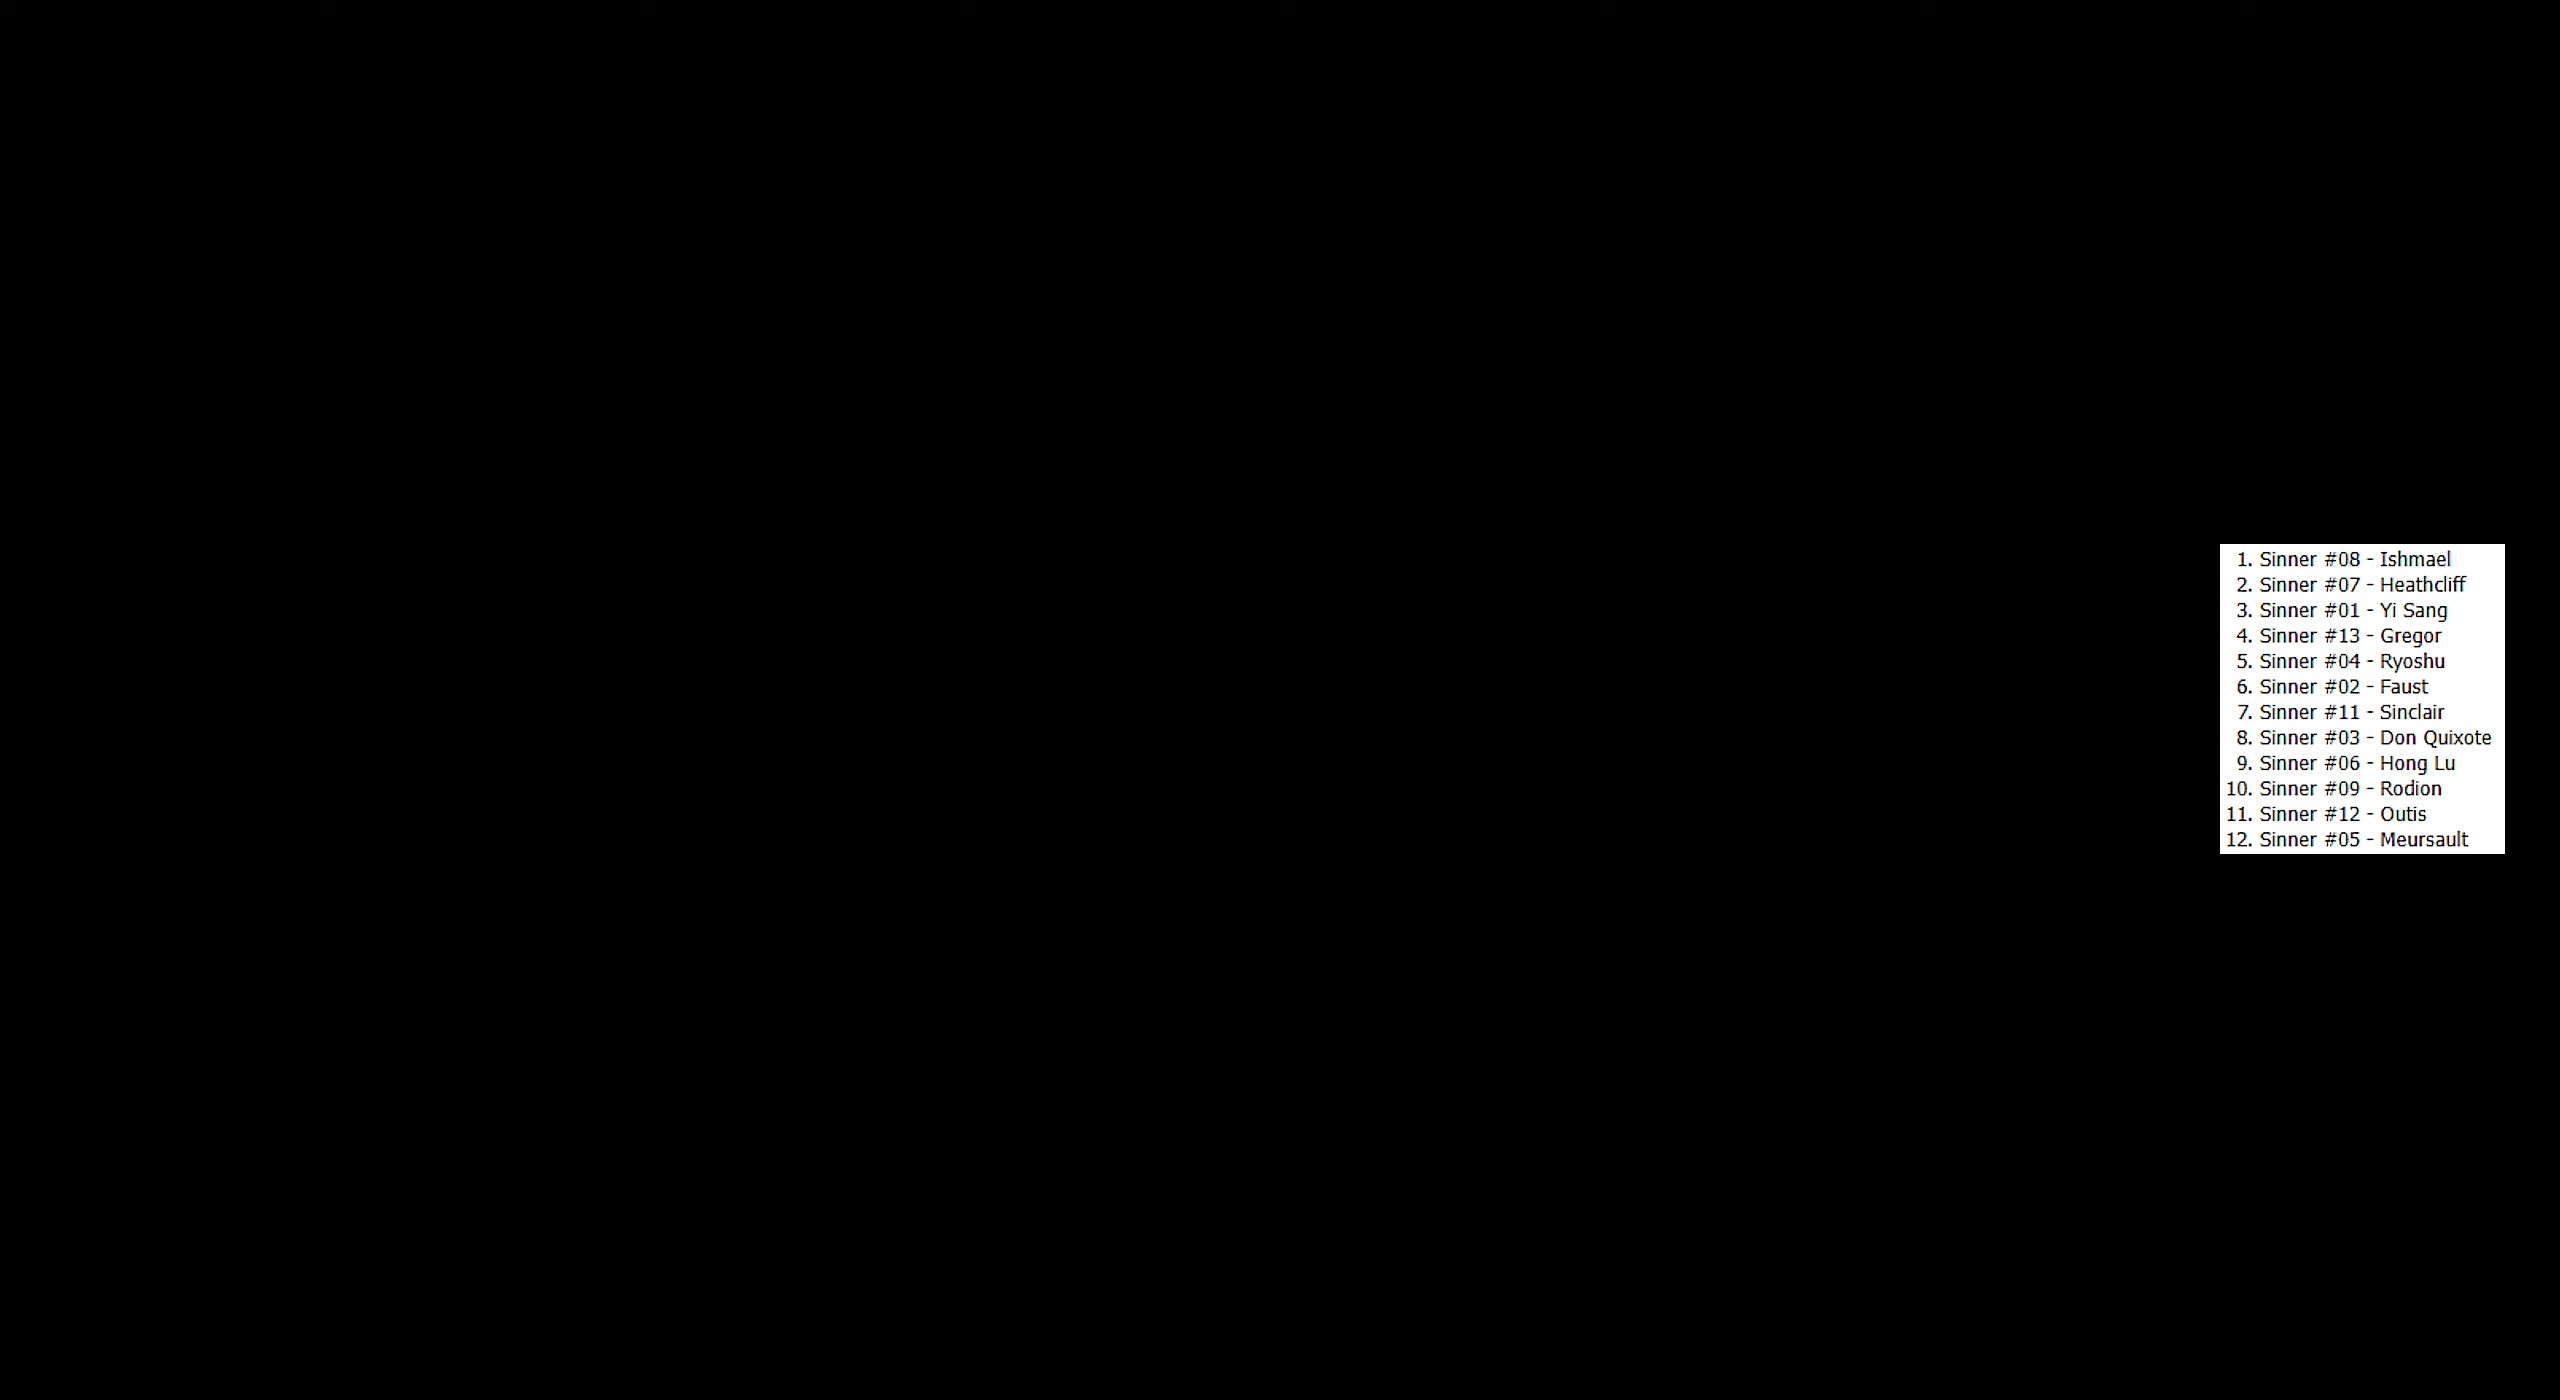 1. Sinner #08 - Ishmael
2. Sinner #07 - Heathcliff
3. Sinner #01 - Yi Sang
4. Sinner #13 - Gregor
5. Sinner #04 - Ryoshu
6. Sinner #02 - Faust
7. Sinner #11 - Sinclair
8. Sinner #03 - Don Quixote
9. Sinner #06 - Hong Lu
10. Sinner #09 - Rodion
11. Sinner #12 - Outis
12. Sinner #05 - Meursault